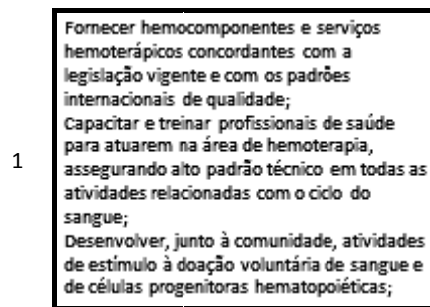 Fornecer hemocomponentes e serviços
hemoterápicos concordantes com a
legislação vigente e com os padrões
internacionais de qualidade;
Capacitar e treinar profissionais de saúde
para atuarem na área de hemoterapia,
1 assegurando alto padrão técnico em todas as
atividades relacionadas com o ciclo do
sangue;
Desenvolver, junto à comunidade, atividades
de estímulo à doação voluntária de sangue e
de células progenitoras hematopoiéticas;